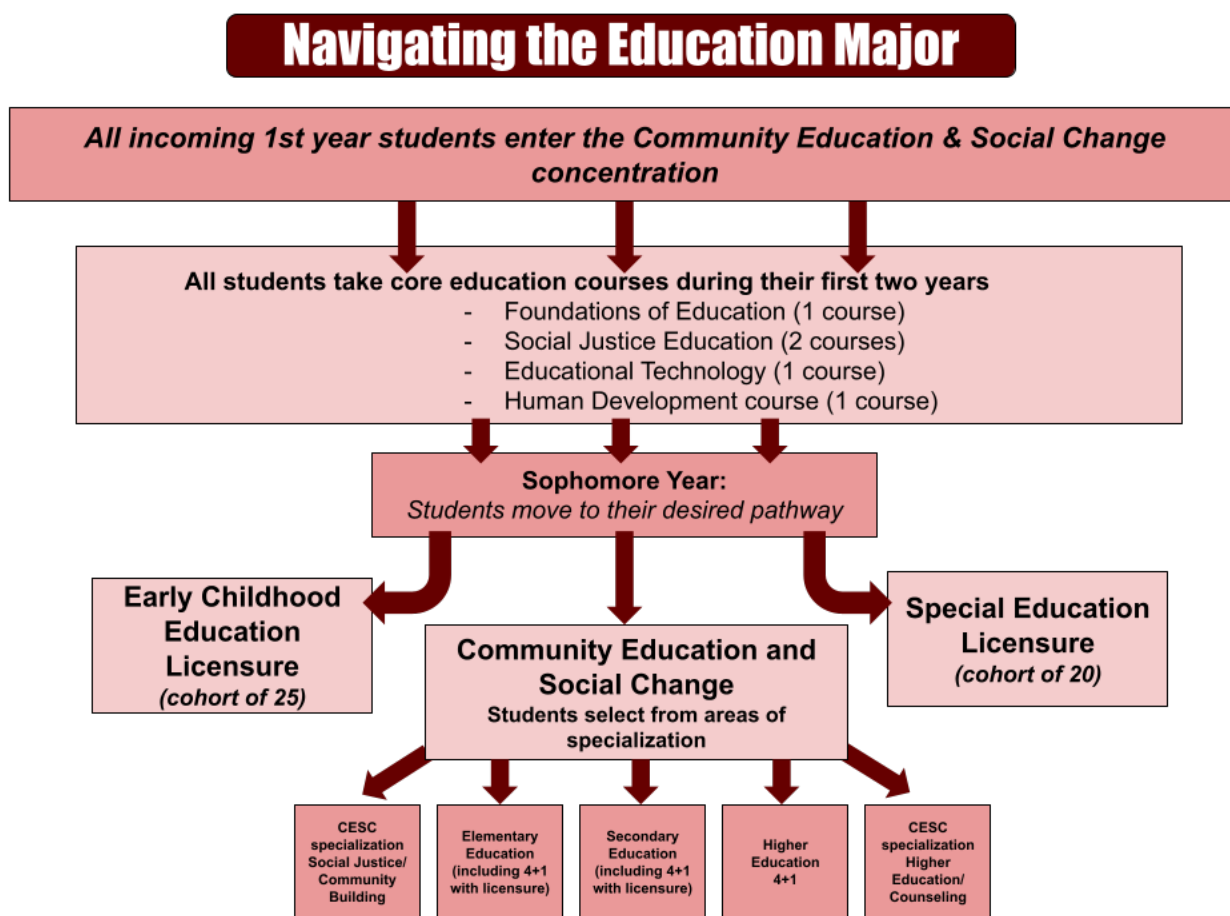 Navigating the Education Major
All incoming 1st year students enter the Community Education & Social Change
concentration
All students take core education courses during their first two years
- Foundations of Education (1 course)
- Social Justice Education (2 courses)
- Educational Technology (1 course)
- Human Development course (1 course)
Sophomore Year:
Students move to their desired pathway
Early Childhood
Education
Licensure
(cohort of 25)
Community Education and
Social Change
Students select from areas of
specialization
Special Education
Licensure
(cohort of 20)
CESC
specialization
Social Justice/
Community
Building
Elementary
Education
(including 4+1
with licensure)
Secondary
Education
(including 4+1
with licensure)
Higher
Education
4+1
CESC
specialization
Higher
Education/
Counseling